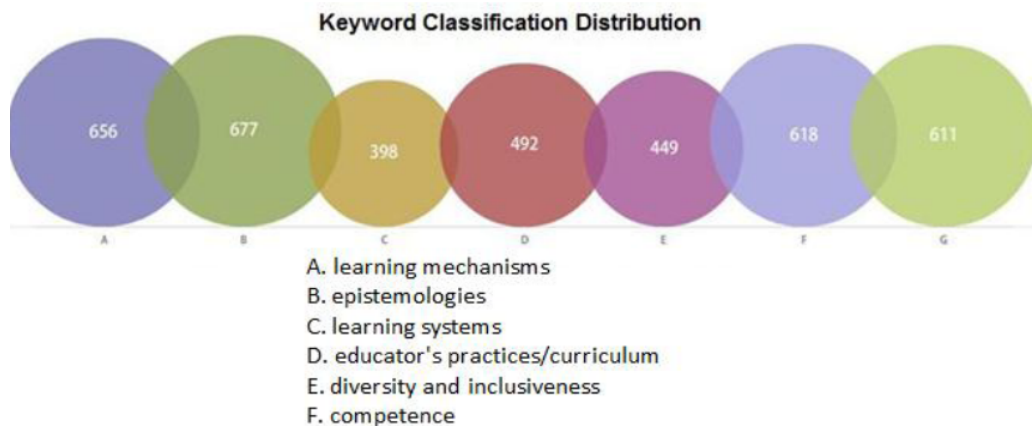 Keyword Classification Distribution
656 677 398 492 449 618 611
A B C D E F G
A. learning mechanisms
B. epistemologies
C. learning systems
D. educator's practices/curriculum
E. diversity and inclusiveness
F. competence